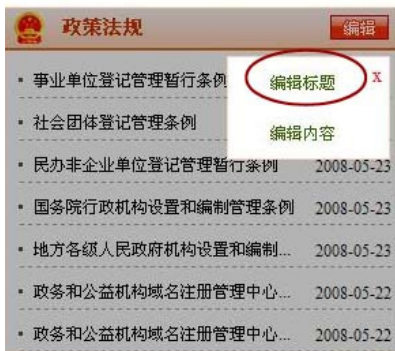 政策法规 编辑
事业单位登记管理暂行条例 编辑标题 x
社会团体登记管理条例 编辑内容
民办非企业单位登记管理暂行条例 2008-05-23
国务院行政机构设置和编制管理条例 2008-05-23
地方各级人民政府机构设置和编制... 2008-05-23
政务和公益机构域名注册管理中心... 2008-05-22
政务和公益机构域名注册管理中心... 2008-05-22